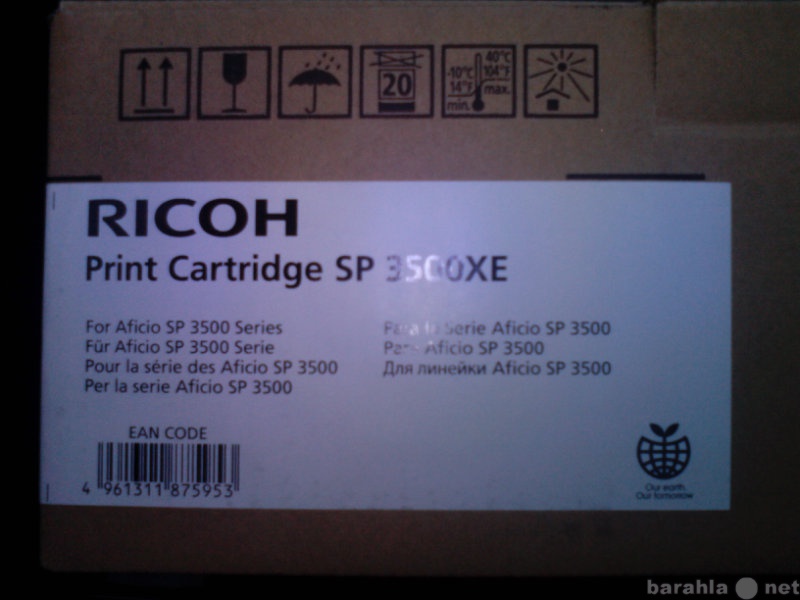 20
-10°C 40°C
14°F 104°F
min. max.
RICOH
Print Cartridge SP 3500XE
For Aficio SP 3500 Series
Für Aficio SP 3500 Serie
Pour la série des Aficio SP 3500
Per la serie Aficio SP 3500
Para la Serie Aficio SP 3500
Para Aficio SP 3500
Для линейки Aficio SP 3500
EAN CODE
4 961311 875953
Our earth
Our tomorrow
barahla net